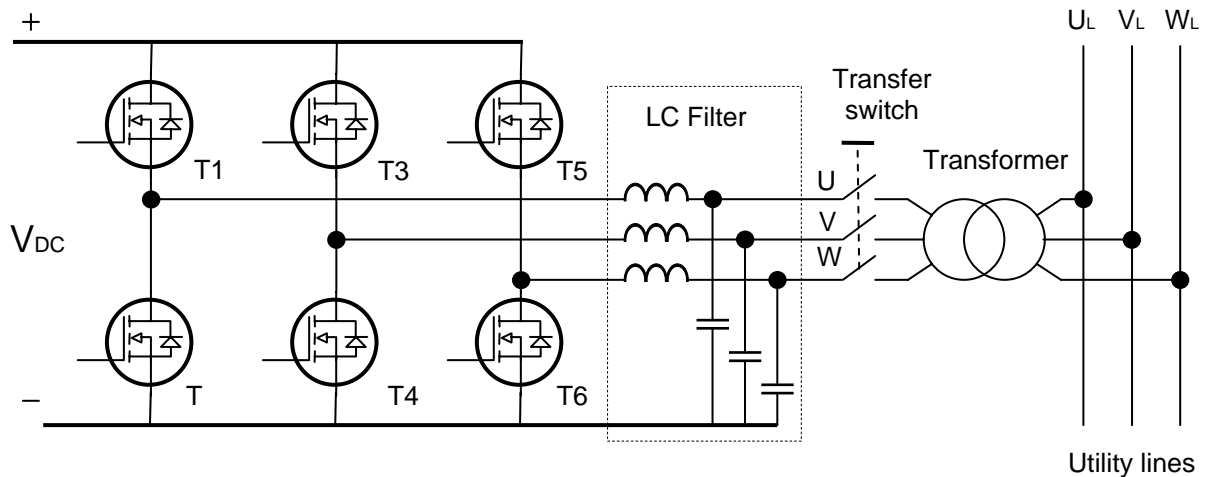 +
UL VL WL
Transfer
switch
LC Filter
Transformer
T1
T3
T5
U
V
W
VDC
T
T4
T6
–
Utility lines